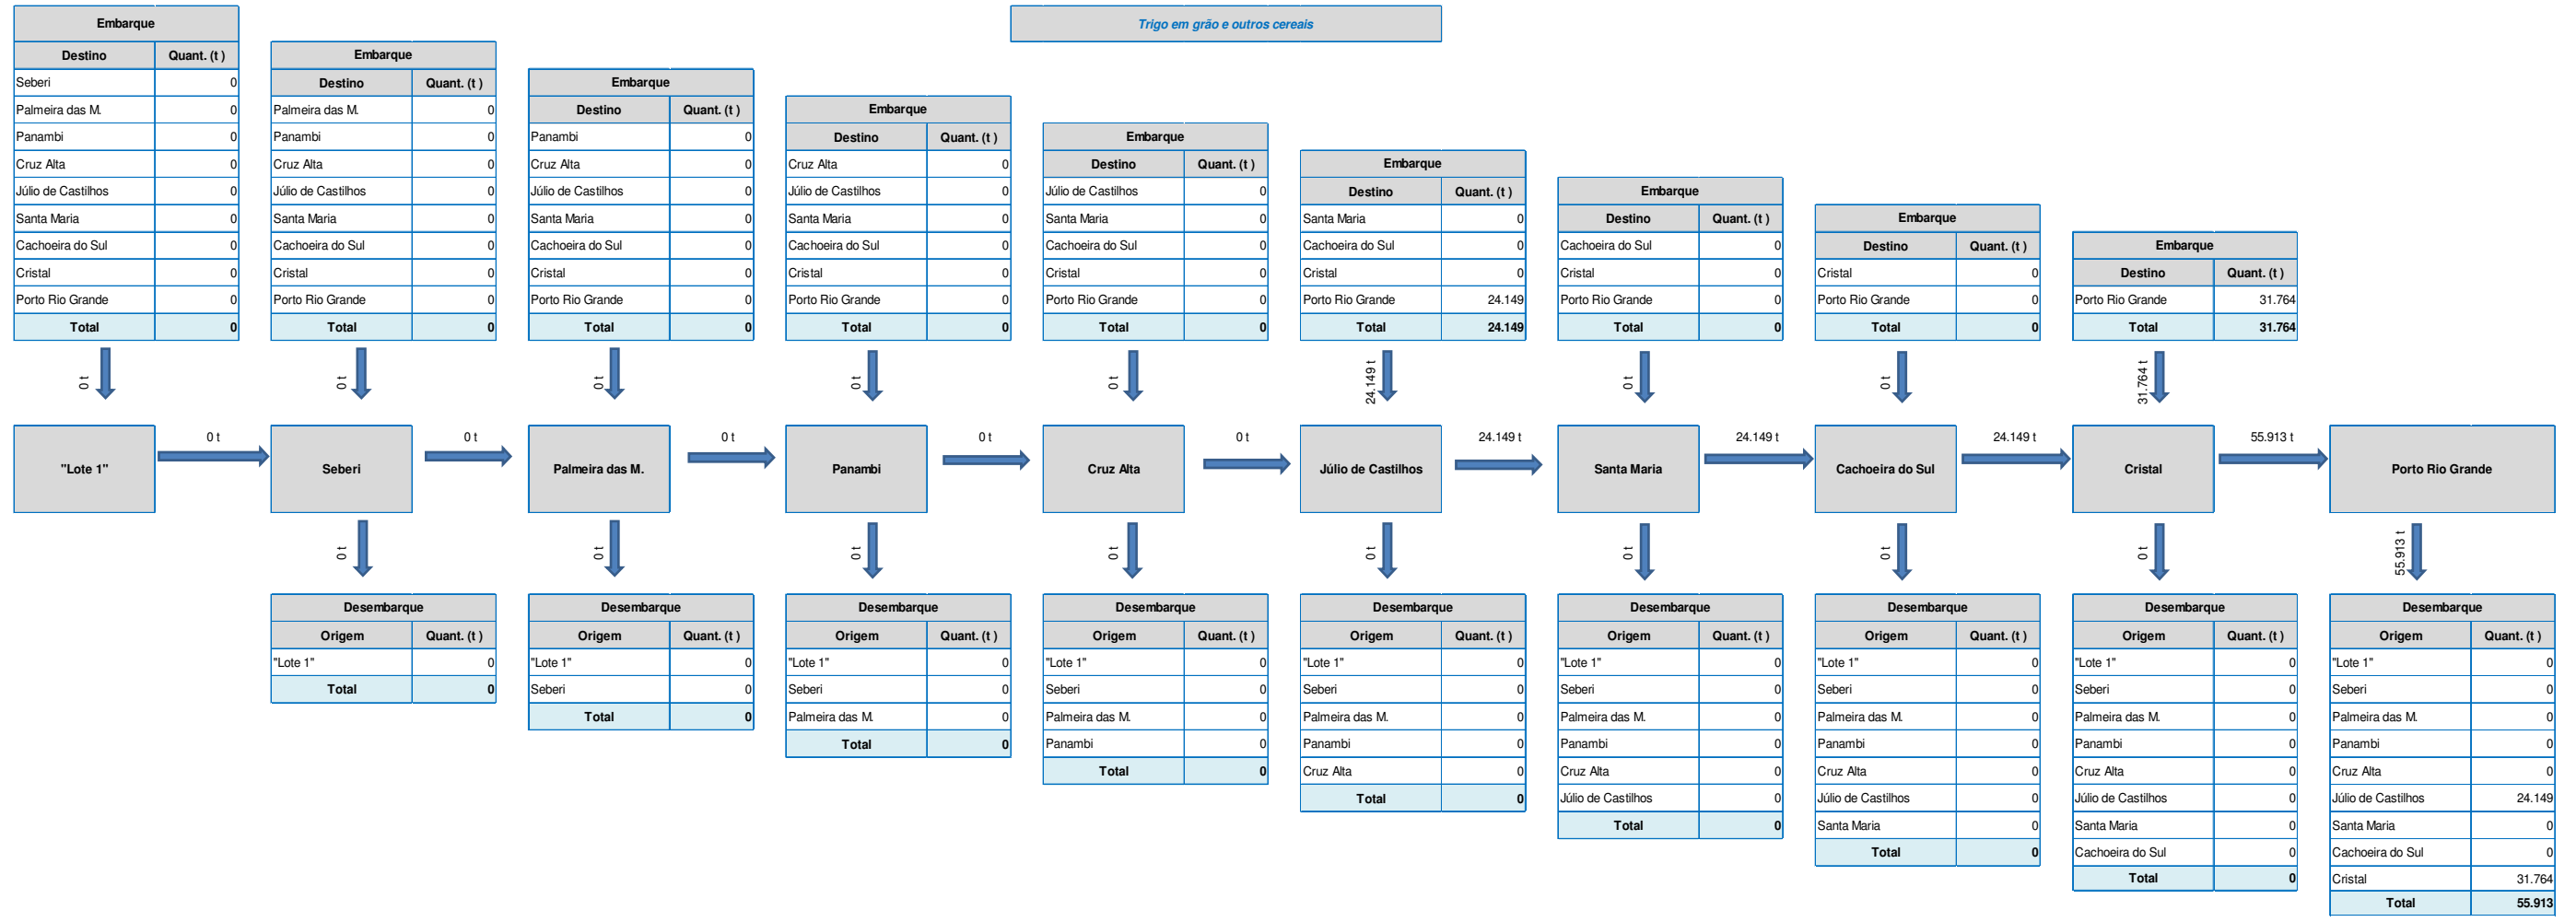 Trigo em grão e outros cereais
Embarque
Destino Quant. (t )
Seberi 0
Palmeira das M. 0
Panambi 0
Cruz Alta 0
Júlio de Castilhos 0
Santa Maria 0
Cachoeira do Sul 0
Cristal 0
Porto Rio Grande 0
Total 0
Embarque
Destino Quant. (t )
Palmeira das M. 0
Panambi 0
Cruz Alta 0
Júlio de Castilhos 0
Santa Maria 0
Cachoeira do Sul 0
Cristal 0
Porto Rio Grande 0
Total 0
Embarque
Destino Quant. (t )
Panambi 0
Cruz Alta 0
Júlio de Castilhos 0
Santa Maria 0
Cachoeira do Sul 0
Cristal 0
Porto Rio Grande 0
Total 0
Embarque
Destino Quant. (t )
Cruz Alta 0
Júlio de Castilhos 0
Santa Maria 0
Cachoeira do Sul 0
Cristal 0
Porto Rio Grande 0
Total 0
Embarque
Destino Quant. (t )
Júlio de Castilhos 0
Santa Maria 0
Cachoeira do Sul 0
Cristal 0
Porto Rio Grande 0
Total 0
Embarque
Destino Quant. (t )
Santa Maria 0
Cachoeira do Sul 0
Cristal 0
Porto Rio Grande 24.149
Total 24.149
Embarque
Destino Quant. (t )
Cachoeira do Sul 0
Cristal 0
Porto Rio Grande 0
Total 0
Embarque
Destino Quant. (t )
Cristal 0
Porto Rio Grande 0
Total 0
Embarque
Destino Quant. (t )
Porto Rio Grande 31.764
Total 31.764
0 t
0 t
0 t
0 t
0 t
24.149 t
0 t
0 t
31.764 t
"Lote 1"
0 t
Seberi
0 t
Palmeira das M.
0 t
Panambi
0 t
Cruz Alta
0 t
Júlio de Castilhos
24.149 t
Santa Maria
24.149 t
Cachoeira do Sul
24.149 t
Cristal
55.913 t
Porto Rio Grande
0 t
0 t
0 t
0 t
0 t
0 t
0 t
0 t
55.913 t
Desembarque
Origem Quant. (t )
"Lote 1" 0
Total 0
Desembarque
Origem Quant. (t )
"Lote 1" 0
Seberi 0
Total 0
Desembarque
Origem Quant. (t )
"Lote 1" 0
Seberi 0
Palmeira das M. 0
Total 0
Desembarque
Origem Quant. (t )
"Lote 1" 0
Seberi 0
Palmeira das M. 0
Panambi 0
Total 0
Desembarque
Origem Quant. (t )
"Lote 1" 0
Seberi 0
Palmeira das M. 0
Panambi 0
Cruz Alta 0
Total 0
Desembarque
Origem Quant. (t )
"Lote 1" 0
Seberi 0
Palmeira das M. 0
Panambi 0
Cruz Alta 0
Júlio de Castilhos 0
Total 0
Desembarque
Origem Quant. (t )
"Lote 1" 0
Seberi 0
Palmeira das M. 0
Panambi 0
Cruz Alta 0
Júlio de Castilhos 0
Santa Maria 0
Total 0
Desembarque
Origem Quant. (t )
"Lote 1" 0
Seberi 0
Palmeira das M. 0
Panambi 0
Cruz Alta 0
Júlio de Castilhos 0
Santa Maria 0
Cachoeira do Sul 0
Total 0
Desembarque
Origem Quant. (t )
"Lote 1" 0
Seberi 0
Palmeira das M. 0
Panambi 0
Cruz Alta 0
Júlio de Castilhos 24.149
Santa Maria 0
Cachoeira do Sul 0
Cristal 31.764
Total 55.913